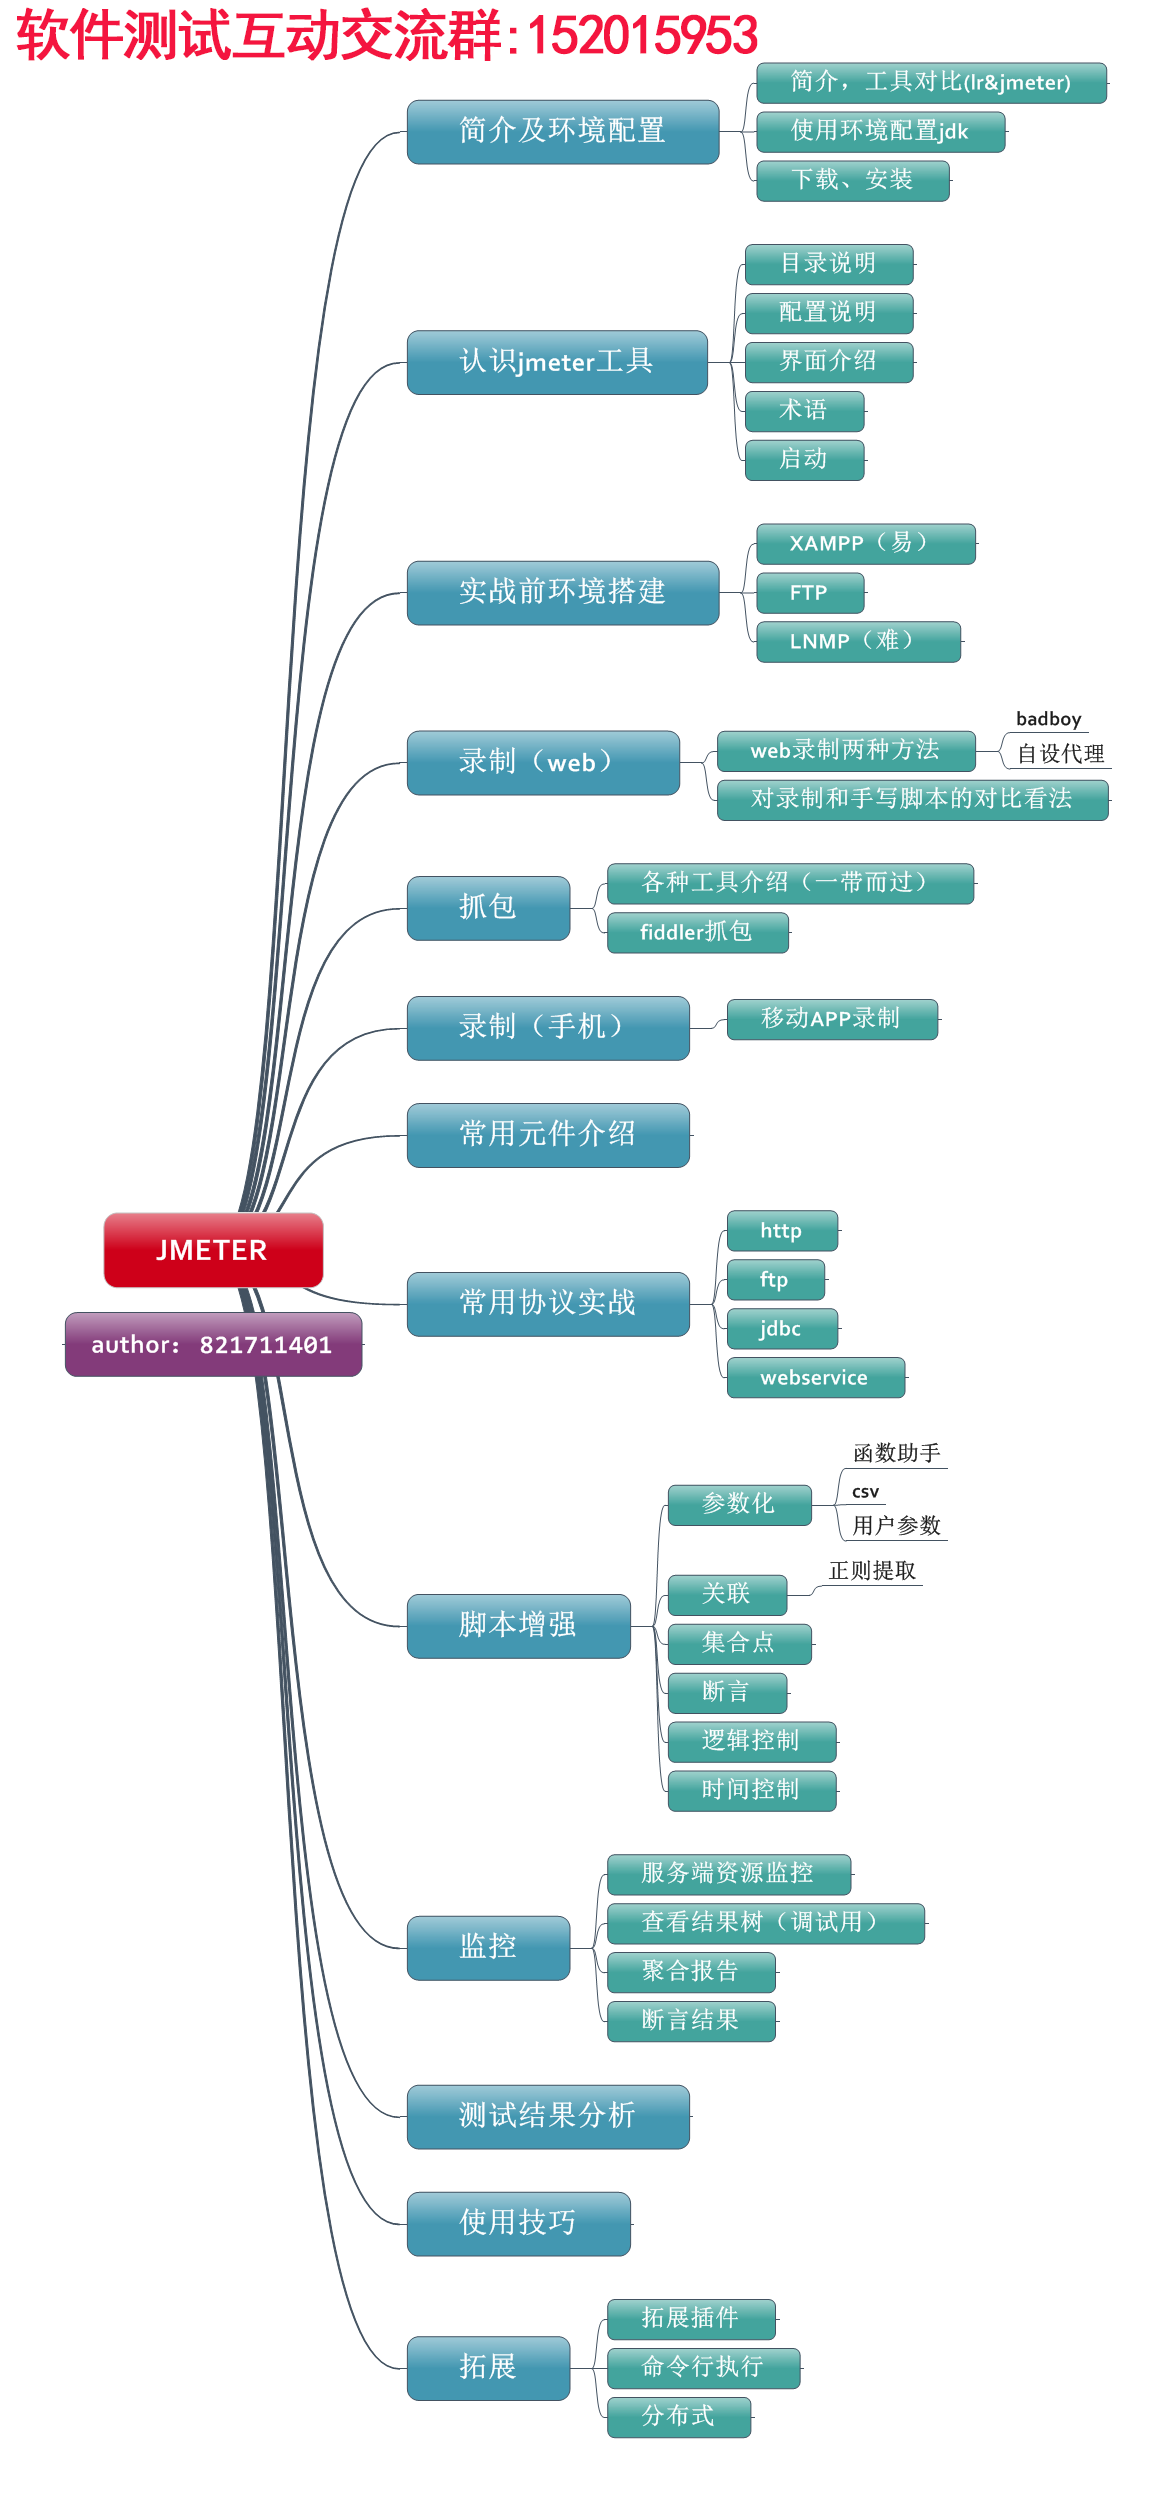 软件测试互动交流群:152015953
JMETER
author: 821711401
简介及环境配置
简介，工具对比(lr&jmeter)
使用环境配置jdk
下载、安装
认识jmeter工具
目录说明
配置说明
界面介绍
术语
启动
实战前环境搭建
XAMPP（易）
FTP
LNMP（难）
录制（web）
web录制两种方法
badboy
自设代理
对录制和手写脚本的对比看法
抓包
各种工具介绍（一带而过）
fiddler抓包
录制（手机）
移动APP录制
常用元件介绍
常用协议实战
http
ftp
jdbc
webservice
脚本增强
参数化
函数助手
csv
用户参数
关联
正则提取
集合点
断言
逻辑控制
时间控制
监控
服务端资源监控
查看结果树（调试用）
聚合报告
断言结果
测试结果分析
使用技巧
拓展
拓展插件
命令行执行
分布式